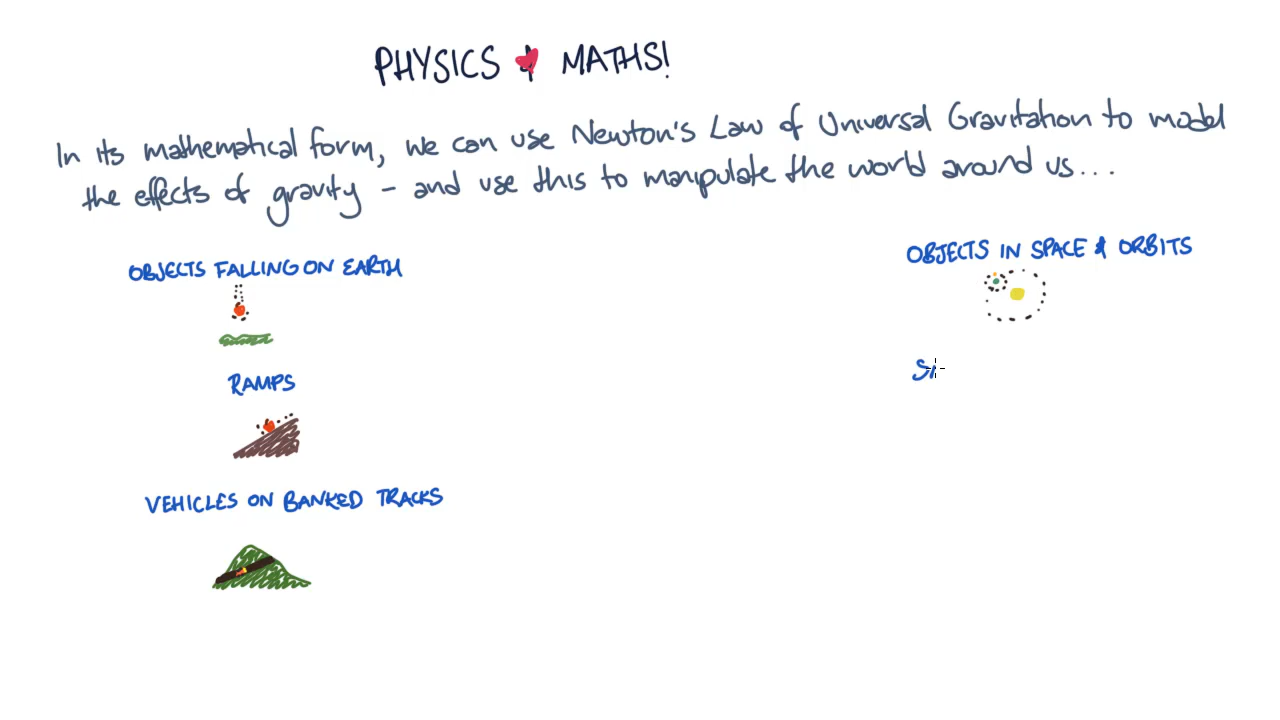 PHYSICS & MATHS!
In its mathematical form, we can use Newton's Law of Universal Gravitation to model
the effects of gravity - and use this to manipulate the world around us...
OBJECTS FALLING ON EARTH
RAMPS
VEHICLES ON BANKED TRACKS
OBJECTS IN SPACE & ORBITS